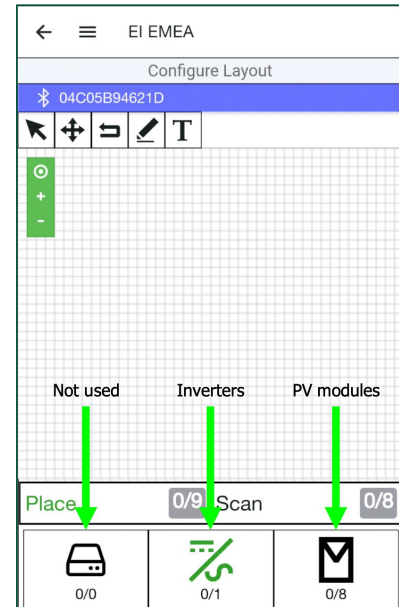 EI EMEA
Configure Layout
04C05B94621D
T
+
-
Not used Inverters PV modules
Place 0/9 Scan 0/8
0/0 0/1 0/8